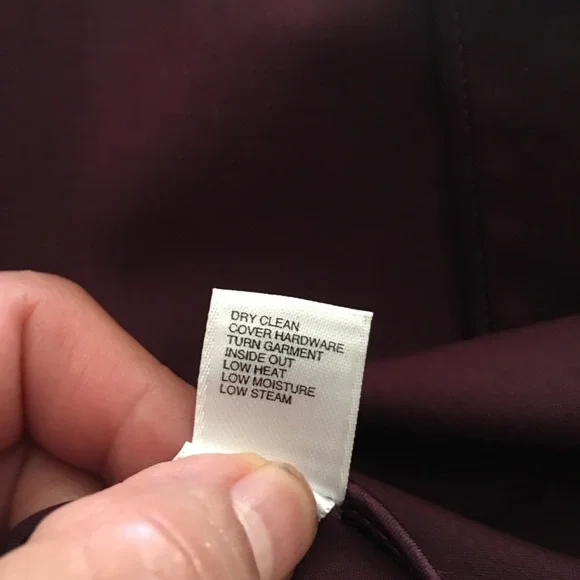 DRY CLEAN
COVER HARDWARE
TURN GARMENT
INSIDE OUT
LOW HEAT
LOW MOISTURE
LOW STEAM